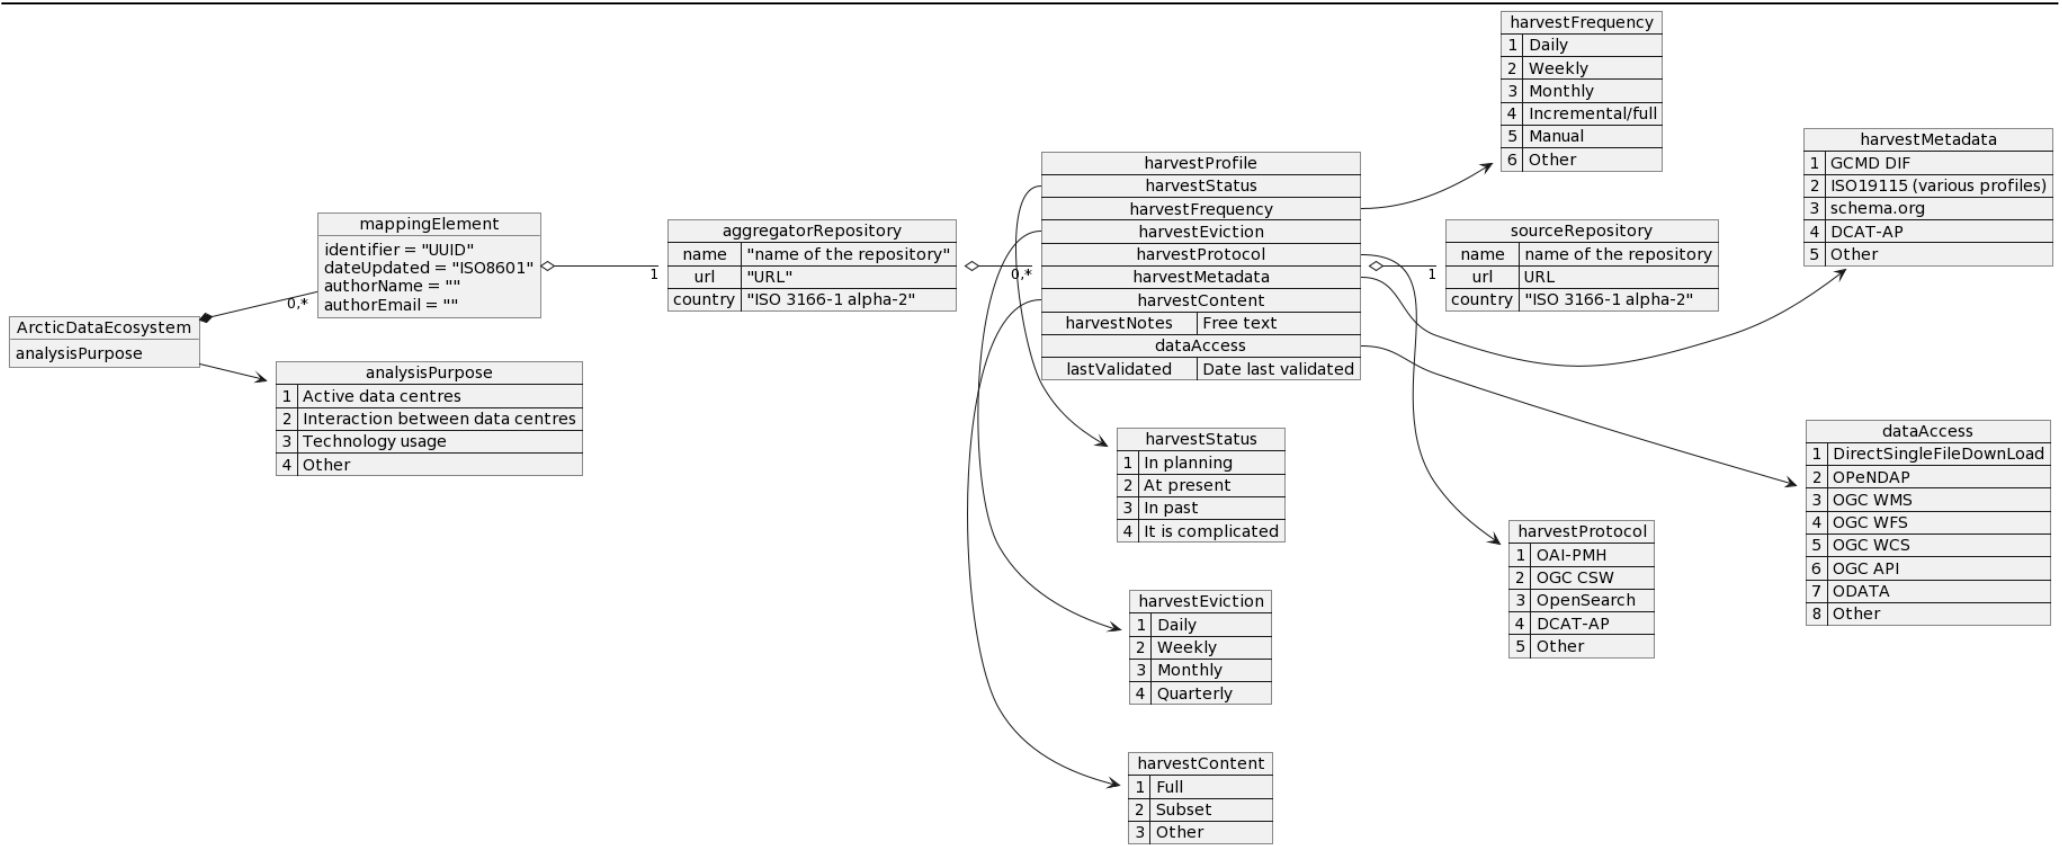 ArcticDataEcosystem
analysisPurpose
0,*
mappingElement
identifier = "UUID"
dateUpdated = "ISO8601"
authorName = ""
authorEmail = ""
analysisPurpose
1 Active data centres
2 Interaction between data centres
3 Technology usage
4 Other
1
aggregatorRepository
name "name of the repository"
url "URL"
country "ISO 3166-1 alpha-2"
0,*
harvestProfile
harvestStatus
harvestFrequency
harvestEviction
harvestProtocol
harvestMetadata
harvestContent
harvestNotes Free text
dataAccess
lastValidated Date last validated
harvestStatus
1 In planning
2 At present
3 In past
4 It is complicated
harvestEviction
1 Daily
2 Weekly
3 Monthly
4 Quarterly
harvestContent
1 Full
2 Subset
3 Other
harvestFrequency
1 Daily
2 Weekly
3 Monthly
4 Incremental/full
5 Manual
6 Other
1
sourceRepository
name name of the repository
url URL
country "ISO 3166-1 alpha-2"
harvestProtocol
1 OAI-PMH
2 OGC CSW
3 OpenSearch
4 DCAT-AP
5 Other
harvestMetadata
1 GCMD DIF
2 ISO19115 (various profiles)
3 schema.org
4 DCAT-AP
5 Other
dataAccess
1 DirectSingleFileDownLoad
2 OPeNDAP
3 OGC WMS
4 OGC WFS
5 OGC WCS
6 OGC API
7 ODATA
8 Other